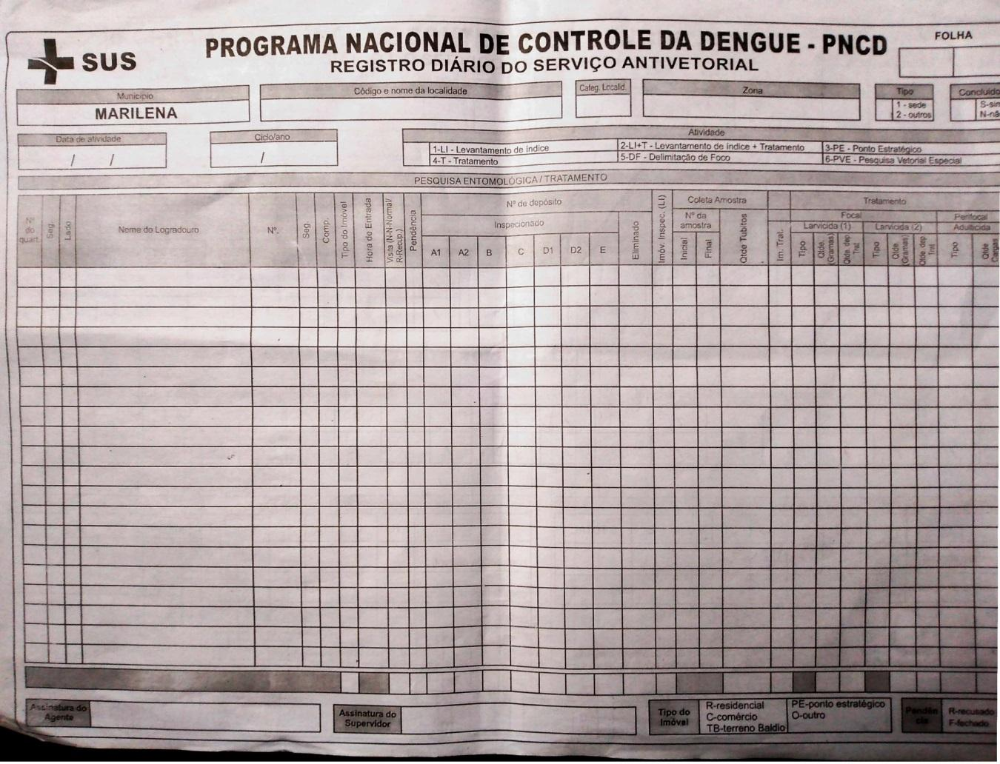 SUS
PROGRAMA NACIONAL DE CONTROLE DA DENGUE - PNCD
REGISTRO DIÁRIO DO SERVIÇO ANTIVETORIAL
FOLHA
Município
MARILENA
Código e nome da localidade
Categ. Localid.
Zona
Tipo
1 - sede
2 - outros
Concluído
S-sim
N-nã
Data de atividade
/ /
Ciclo/ano
/
Atividade
1-LI - Levantamento de índice
2-LI+T - Levantamento de índice + Tratamento
3-PE - Ponto Estratégico
4-T - Tratamento
5-DF - Delimitação de Foco
6-PVE - Pesquisa Vetorial Especial
PESQUISA ENTOMOLÓGICA / TRATAMENTO
Nº do quart.
Seg.
Lado
Nome do Logradouro
Nº.
Seg.
Comp.
Tipo do Imóvel
Hora de Entrada
Visita (N-N-Normal/
R-Recup.)
Pendência
Nº de depósito
Inspecionado
A1 A2 B C D1 D2 E
Eliminado
Imóv. Inspec. (LI)
Coleta Amostra
Nº da amostra
Inicial
Final
Qtde Tubitos
Im. Trat.
Tratamento
Focal
Perifocal
Larvicida (1)
Larvicida (2)
Adulticida
Tipo
Qtde. (Gramas)
Qtde. dep Trat
Tipo
Qtde. (Gramas)
Qtde. dep Trat
Tipo
Qtde Cargas
Assinatura do
Agente
Assinatura do
Supervidor
Tipo do
Imóvel
R-residencial
C-comércio
TB-terreno Baldio
PE-ponto estratégico
O-outro
Pendên
cia
R-recusado
F-fechado